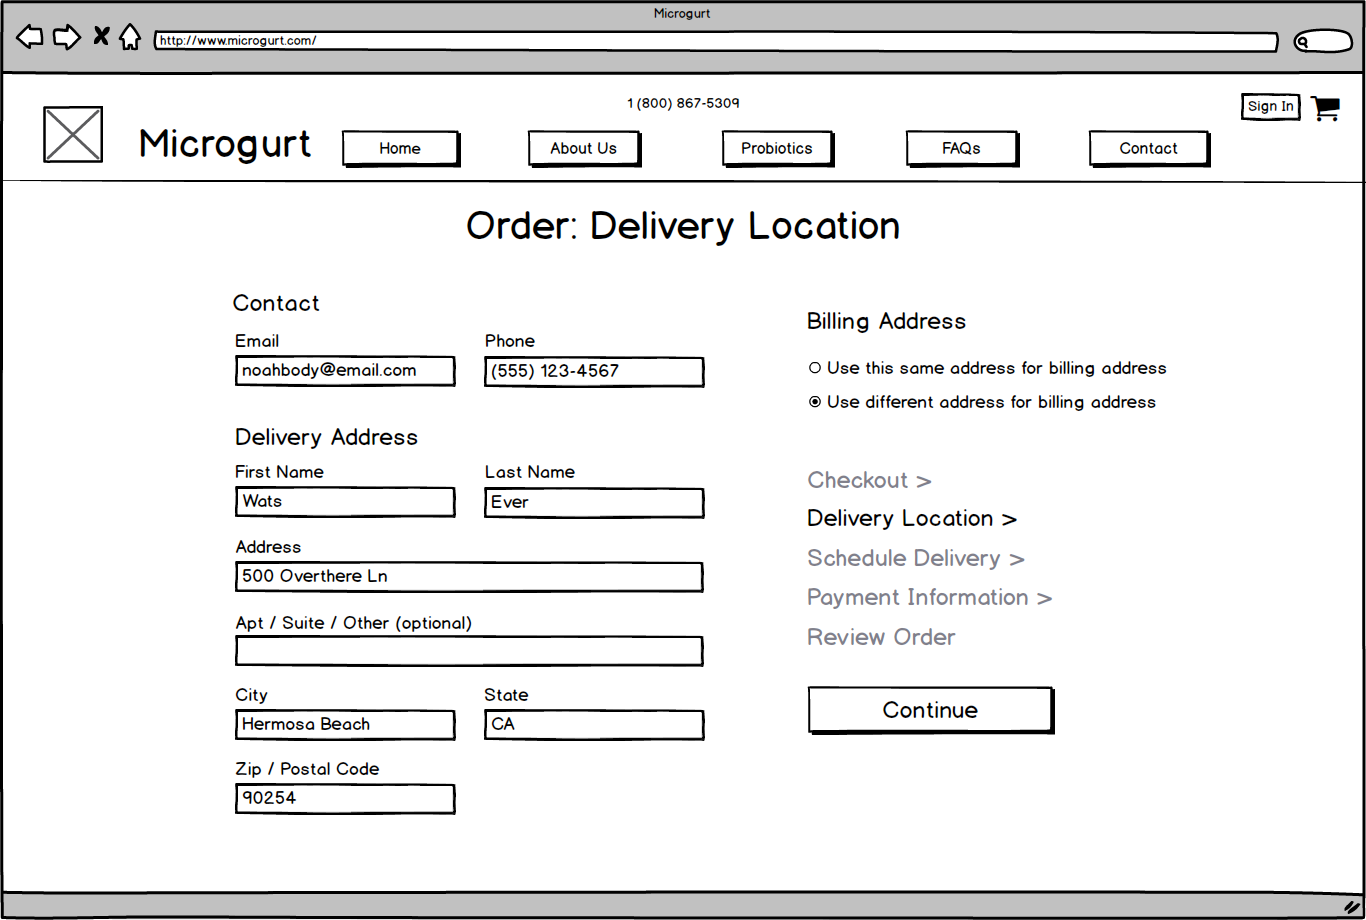 Microgurt
http://www.microgurt.com/
1 (800) 867-5309
Sign In
Microgurt
Home
About Us
Probiotics
FAQs
Contact
Order: Delivery Location
Contact
Email
Phone
noahbody@email.com
(555) 123-4567
Delivery Address
First Name
Last Name
Wats
Ever
Address
500 Overthere Ln
Apt / Suite / Other (optional)
City
State
Hermosa Beach
CA
Zip / Postal Code
90254
Billing Address
Use this same address for billing address
Use different address for billing address
Checkout >
Delivery Location >
Schedule Delivery >
Payment Information >
Review Order
Continue